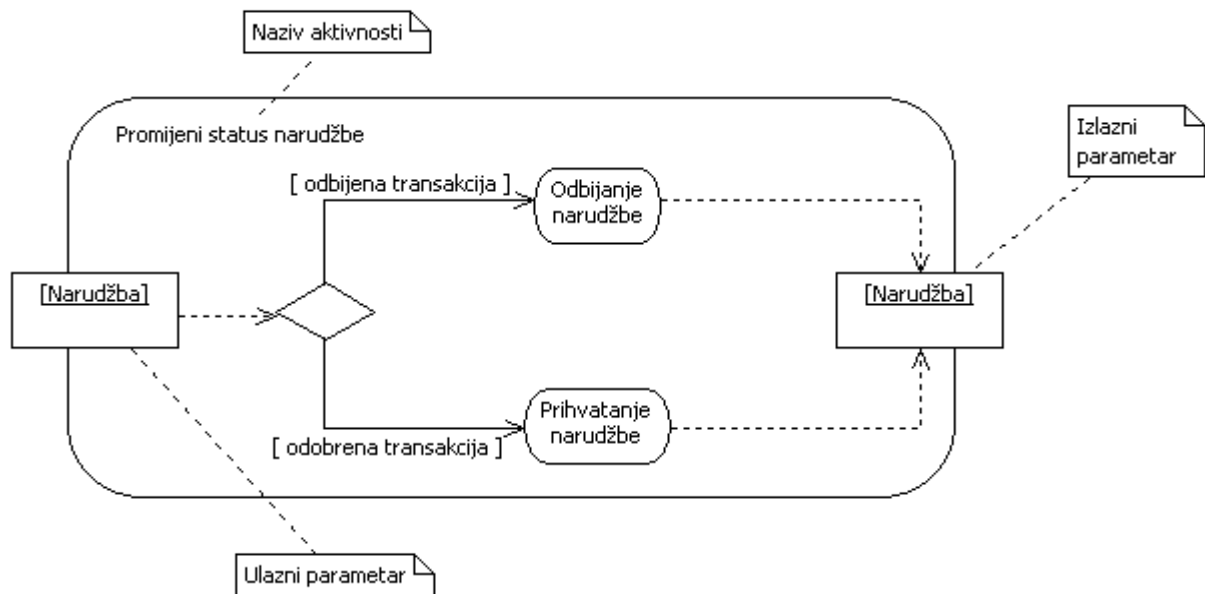 Naziv aktivnosti
Promijeni status narudžbe
Izlazni
parametar
[ odbijena transakcija ]
Odbijanje
narudžbe
[Narudžba]
[Narudžba]
Prihvatanje
narudžbe
[ odobrena transakcija ]
Ulazni parametar